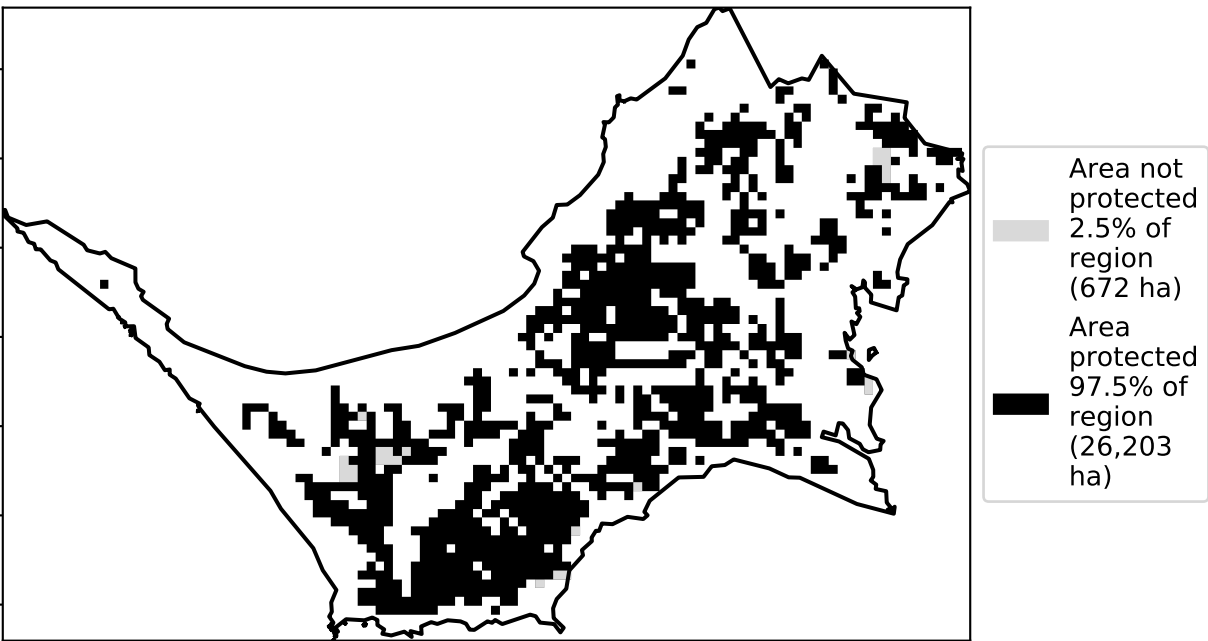 Area not
protected
2.5% of
region
(672 ha)
Area
protected
97.5% of
region
(26,203
ha)